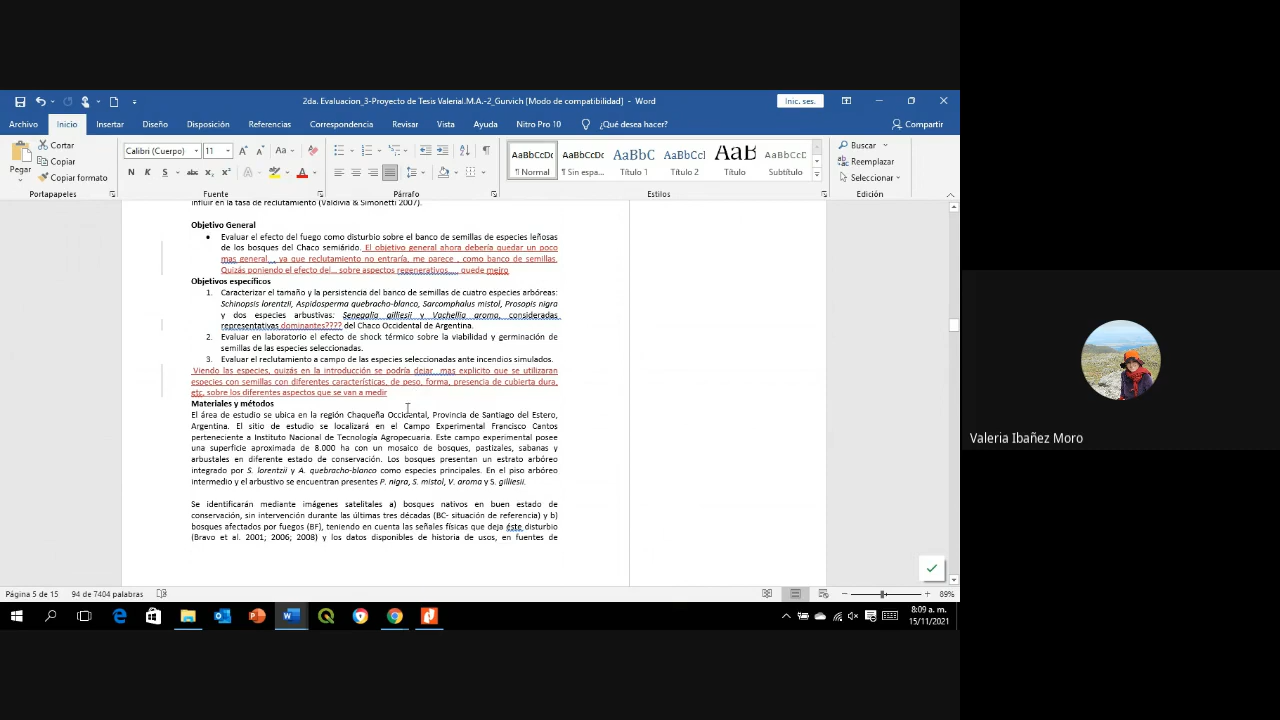 2da. Evaluacion_3-Proyecto de Tesis Valerial.M.A.-2_Gurvich [Modo de compatibilidad] - Word
Inic. ses.
Archivo Inicio Insertar Diseño Disposición Referencias Correspondencia Revisar Vista Ayuda Nitro Pro 10 ¿Qué desea hacer? Compartir
Pegar
Cortar
Copiar
Copiar formato
Portapapeles
Calibri (Cuerpo) 11
N K S
Fuente
Párrafo
AaBbCcDc AaBbCcDc AaBbC AaBbCcI AaBb AaBbCcD
¶ Normal ¶ Sin espa... Título 1 Título 2 Título Subtítulo
Estilos
Buscar
Reemplazar
Seleccionar
Edición
influir en la tasa de reclutamiento (Valdivia & Simonetti 2007).
Objetivo General
• Evaluar el efecto del fuego como disturbio sobre el banco de semillas de especies leñosas
de los bosques del Chaco semiárido. El objetivo general ahora debería quedar un poco
mas general... ya que reclutamiento no entraría, me parece , como banco de semillas.
Quizás poniendo el efecto del... sobre aspectos regenerativos.... quede mejro
Objetivos específicos
1. Caracterizar el tamaño y la persistencia del banco de semillas de cuatro especies arbóreas:
Schinopsis lorentzii, Aspidosperma quebracho-blanco, Sarcomphalus mistol, Prosopis nigra
y dos especies arbustivas: Senegalia gilliesii y Vachellia aroma, consideradas
representativas dominantes???? del Chaco Occidental de Argentina.
2. Evaluar en laboratorio el efecto de shock térmico sobre la viabilidad y germinación de
semillas de las especies seleccionadas.
3. Evaluar el reclutamiento a campo de las especies seleccionadas ante incendios simulados.
Viendo las especies, quizás en la introducción se podría dejar mas explicito que se utilizaran
especies con semillas con diferentes características, de peso, forma, presencia de cubierta dura,
etc, sobre los diferentes aspectos que se van a medir
Materiales y métodos
El área de estudio se ubica en la región Chaqueña Occidental, Provincia de Santiago del Estero,
Argentina. El sitio de estudio se localizará en el Campo Experimental Francisco Cantos
perteneciente a Instituto Nacional de Tecnología Agropecuaria. Este campo experimental posee
una superficie aproximada de 8.000 ha con un mosaico de bosques, pastizales, sabanas y
arbustales en diferente estado de conservación. Los bosques presentan un estrato arbóreo
integrado por S. lorentzii y A. quebracho-blanco como especies principales. En el piso arbóreo
intermedio y el arbustivo se encuentran presentes P. nigra, S. mistol, V. aroma y S. gilliesii.
Se identificarán mediante imágenes satelitales a) bosques nativos en buen estado de
conservación, sin intervención durante las últimas tres décadas (BC- situación de referencia) y b)
bosques afectados por fuegos (BF), teniendo en cuenta las señales físicas que deja éste disturbio
(Bravo et al. 2001; 2006; 2008) y los datos disponibles de historia de usos, en fuentes de
Página 5 de 15 94 de 7404 palabras 89%
8:09 a. m.
15/11/2021
Valeria Ibañez Moro